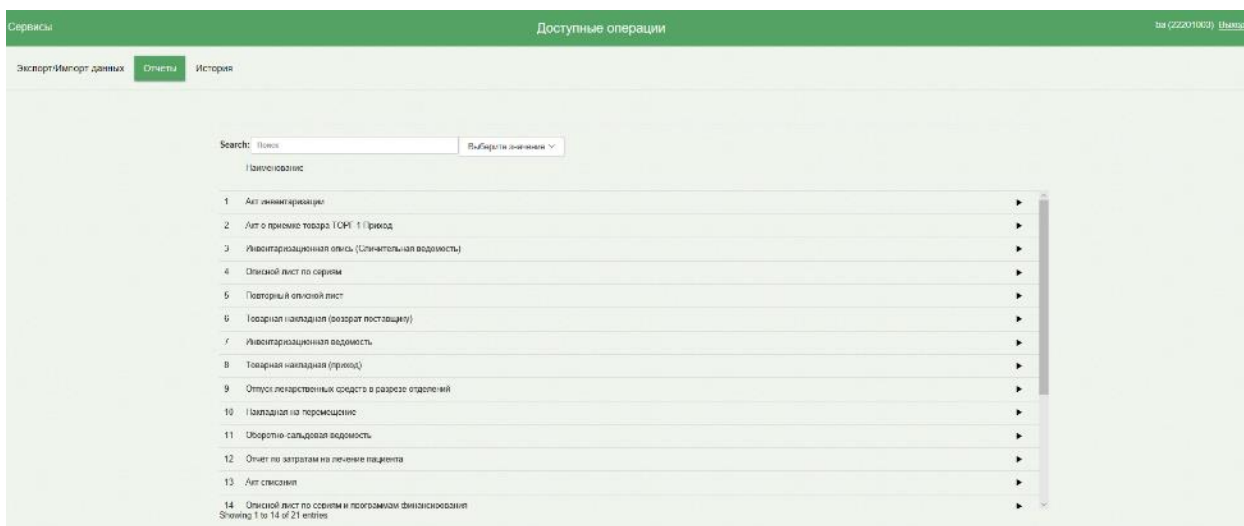 Сервисы Доступные операции (22201003) Выход
Экспорт/Импорт данных Отчеты История
Search: Поиск Выберите значение
Наименование
1 Акт инвентаризации
2 Акт о приемке товара ТОРГ 1 Приход
3 Инвентаризационная опись (Сличительная ведомость)
4 Описной лист по сериям
5 Повторный описной лист
6 Товарная накладная (возврат поставщику)
7 Инвентаризационная ведомость
8 Товарная накладная (приход)
9 Отпуск лекарственных средств в разрезе отделений
10 Накладная на перемещение
11 Оборотно-сальдовая ведомость
12 Отчет по затратам на лечение пациента
13 Акт списания
14 Описной лист по сериям и программам финансирования
Showing 1 to 14 of 21 entries